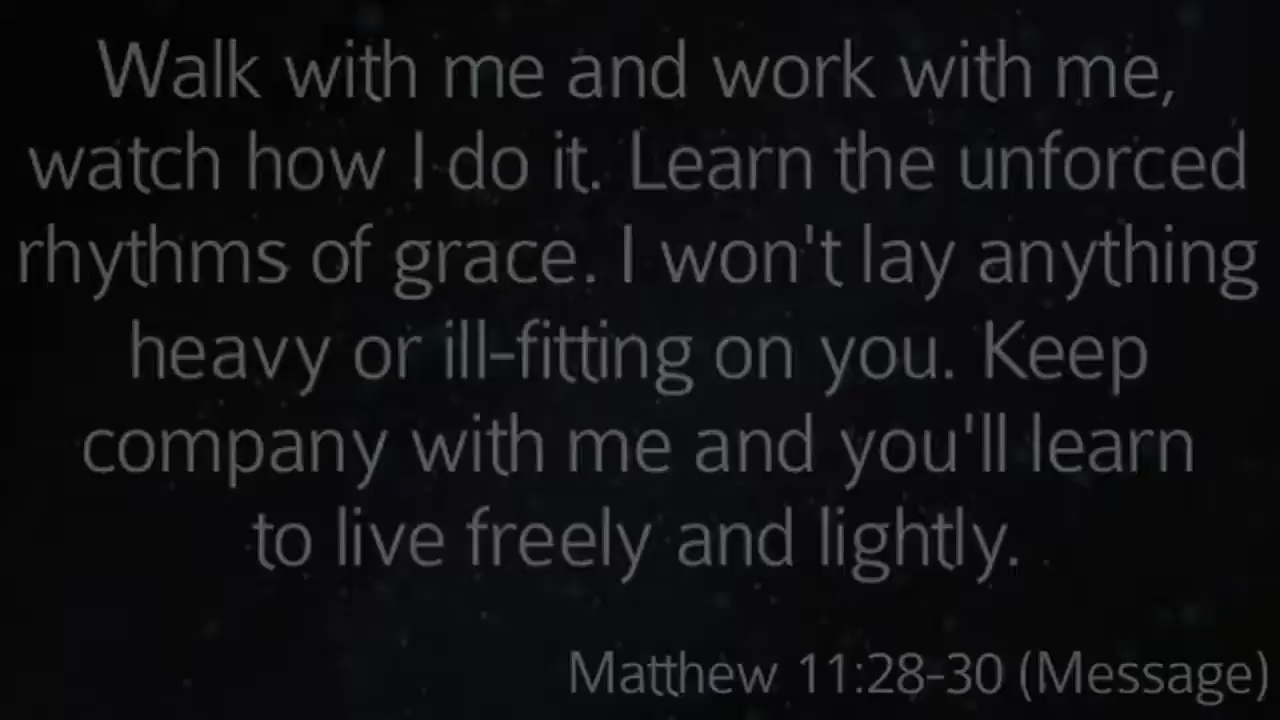 Walk with me and work with me,
watch how I do it. Learn the unforced
rhythms of grace. I won't lay anything
heavy or ill-fitting on you. Keep
company with me and you'll learn
to live freely and lightly.
Matthew 11:28-30 (Message)